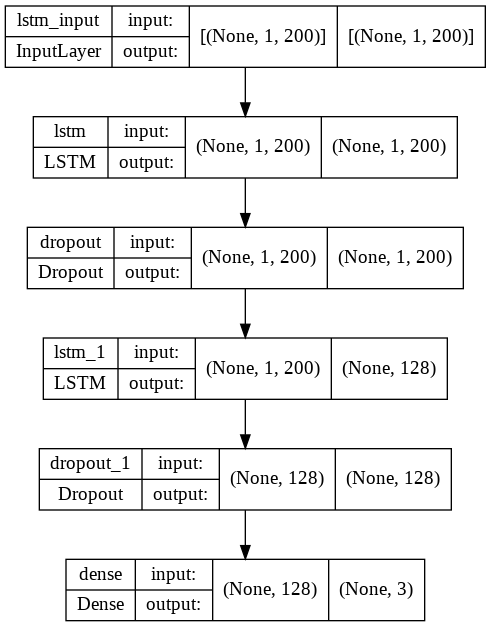 lstm_input input: [(None, 1, 200)] [(None, 1, 200)]
InputLayer output:
lstm input: (None, 1, 200) (None, 1, 200)
LSTM output:
dropout input: (None, 1, 200) (None, 1, 200)
Dropout output:
lstm_1 input: (None, 1, 200) (None, 128)
LSTM output:
dropout_1 input: (None, 128) (None, 128)
Dropout output:
dense input: (None, 128) (None, 3)
Dense output: